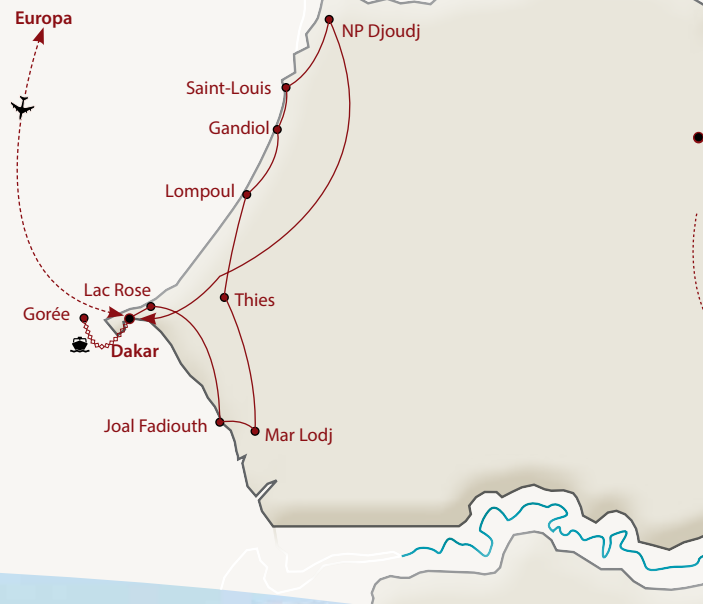 Europa
NP Djoudj
Saint-Louis
Gandiol
Lompoul
Lac Rose
Thies
Gorée
Dakar
Joal Fadiouth
Mar Lodj